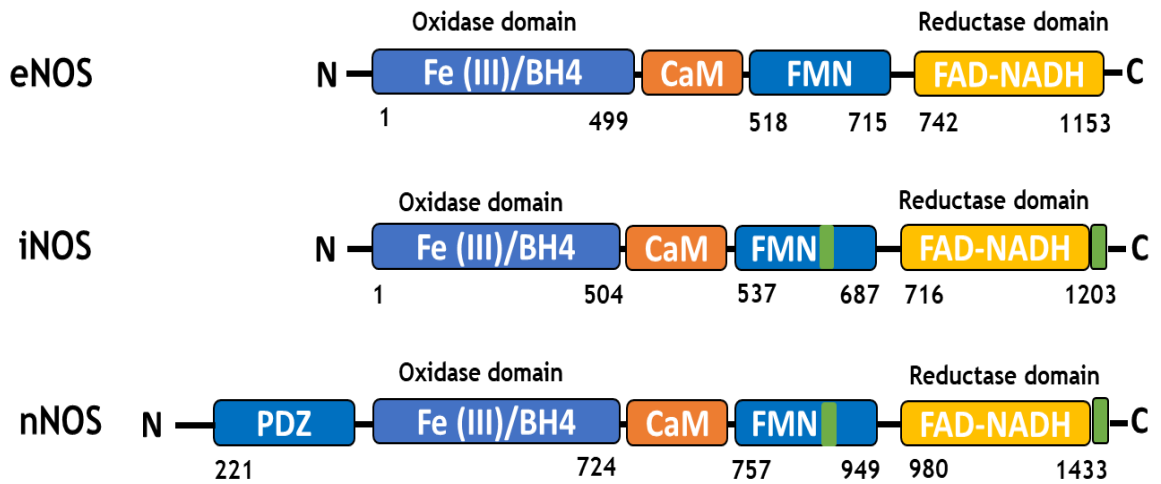 Oxidase domain Reductase domain
eNOS N Fe (III)/BH4 CaM FMN FAD-NADH C
1 499 518 715 742 1153
Oxidase domain Reductase domain
iNOS N Fe (III)/BH4 CaM FMN FAD-NADH C
1 504 537 687 716 1203
Oxidase domain Reductase domain
nNOS N PDZ Fe (III)/BH4 CaM FMN FAD-NADH C
221 724 757 949 980 1433